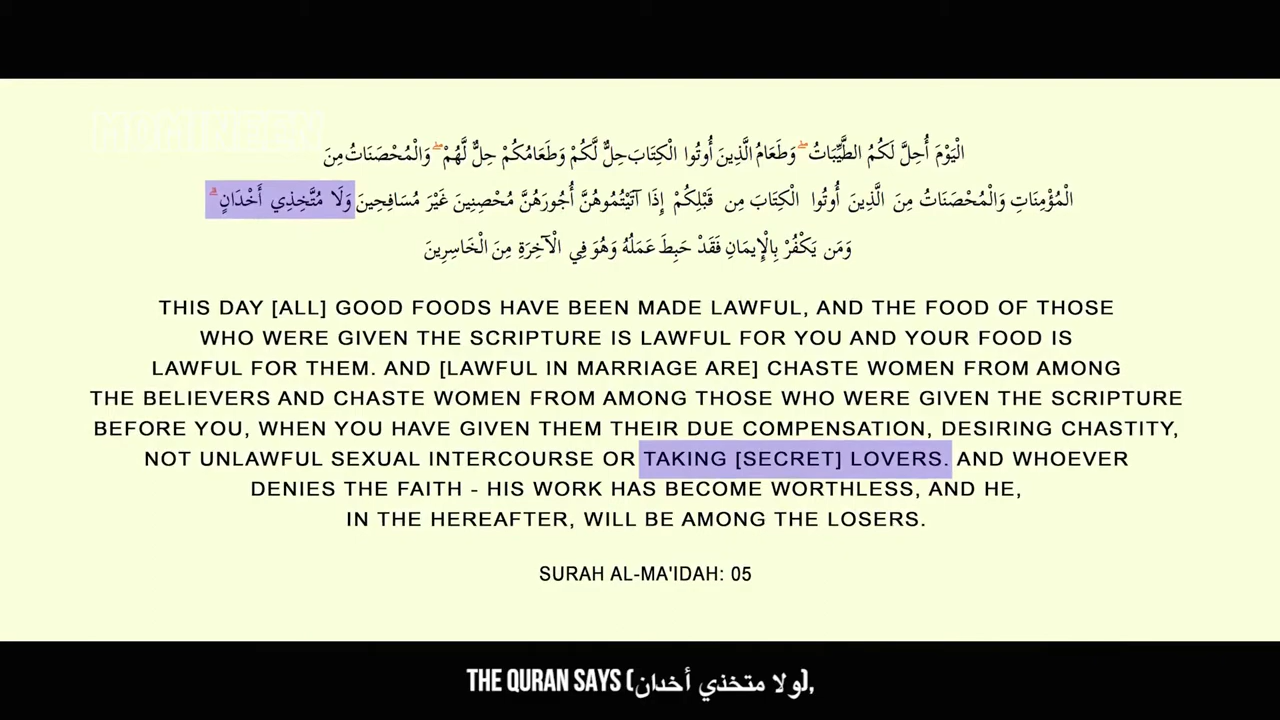 الْيَوْمَ أُحِلَّ لَكُمُ الطَّيِّبَاتُ ۖ وَطَعَامُ الَّذِينَ أُوتُوا الْكِتَابَ حِلٌّ لَّكُمْ وَطَعَامُكُمْ حِلٌّ لَّهُمْ ۖ وَالْمُحْصَنَاتُ مِنَ
الْمُؤْمِنَاتِ وَالْمُحْصَنَاتُ مِنَ الَّذِينَ أُوتُوا الْكِتَابَ مِن قَبْلِكُمْ إِذَا آتَيْتُمُوهُنَّ أُجُورَهُنَّ مُحْصِنِينَ غَيْرَ مُسَافِحِينَ وَلَا مُتَّخِذِي أَخْدَانٍ ۗ
وَمَن يَكْفُرْ بِالْإِيمَانِ فَقَدْ حَبِطَ عَمَلُهُ وَهُوَ فِي الْآخِرَةِ مِنَ الْخَاسِرِينَ
THIS DAY [ALL] GOOD FOODS HAVE BEEN MADE LAWFUL, AND THE FOOD OF THOSE
WHO WERE GIVEN THE SCRIPTURE IS LAWFUL FOR YOU AND YOUR FOOD IS
LAWFUL FOR THEM. AND [LAWFUL IN MARRIAGE ARE] CHASTE WOMEN FROM AMONG
THE BELIEVERS AND CHASTE WOMEN FROM AMONG THOSE WHO WERE GIVEN THE SCRIPTURE
BEFORE YOU, WHEN YOU HAVE GIVEN THEM THEIR DUE COMPENSATION, DESIRING CHASTITY,
NOT UNLAWFUL SEXUAL INTERCOURSE OR TAKING [SECRET] LOVERS. AND WHOEVER
DENIES THE FAITH - HIS WORK HAS BECOME WORTHLESS, AND HE,
IN THE HEREAFTER, WILL BE AMONG THE LOSERS.
SURAH AL-MA'IDAH: 05
THE QURAN SAYS (ولا متخذي أخدان),